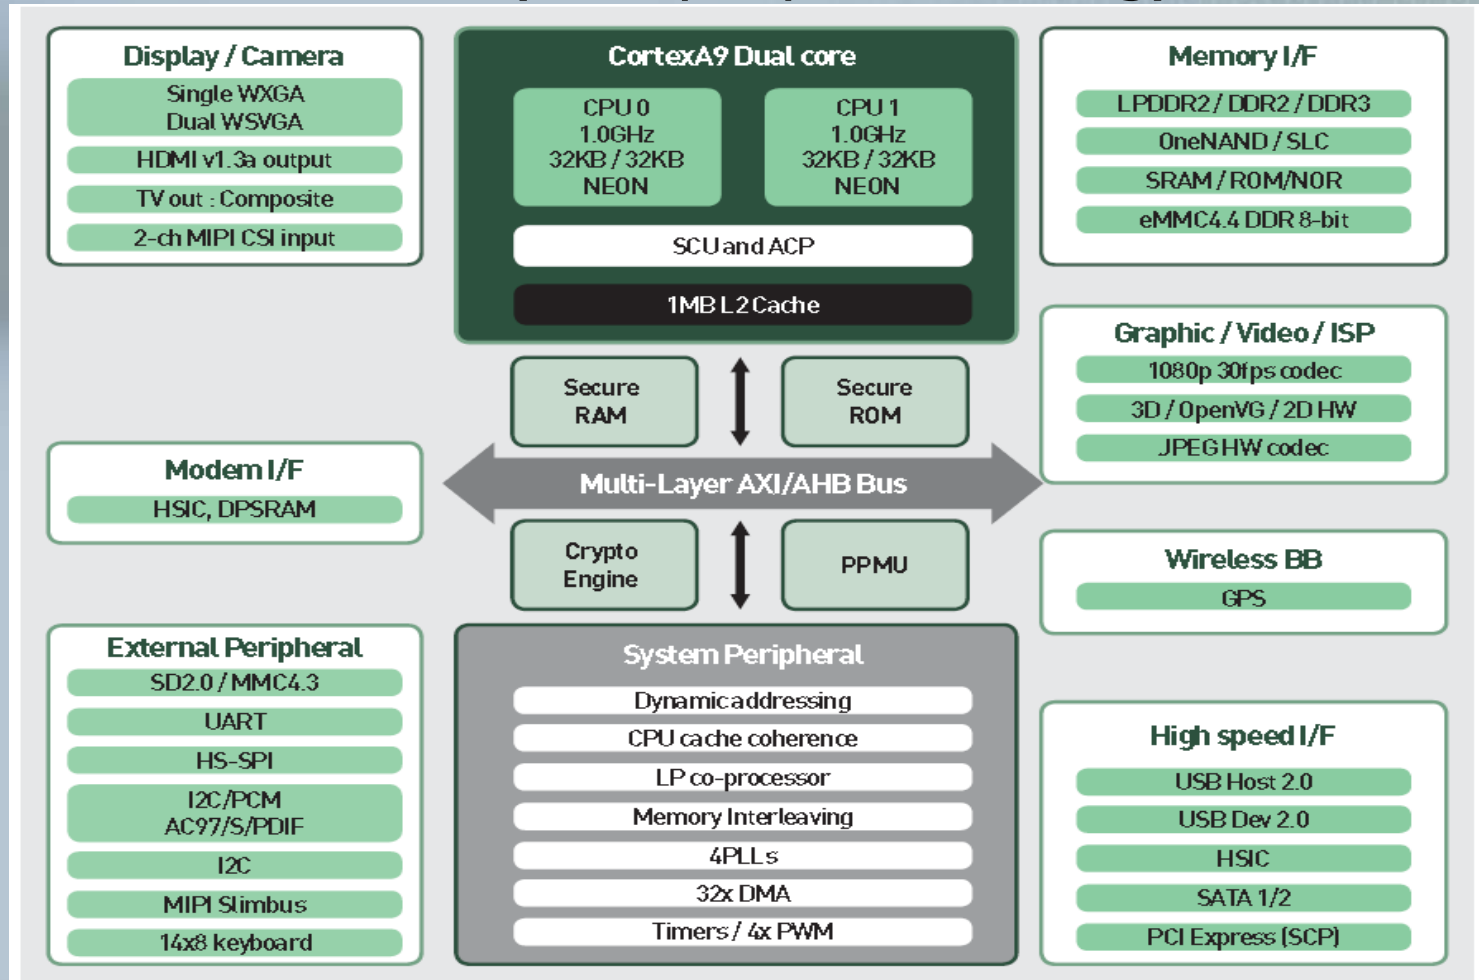 Display / Camera
Single WXGA
Dual WSVGA
HDMI v1.3a output
TV out : Composite
2-ch MIPI CSI input
CortexA9 Dual core
CPU 0
1.0GHz
32KB / 32KB
NEON
CPU 1
1.0GHz
32KB / 32KB
NEON
SCU and ACP
1MB L2 Cache
Memory I/F
LPDDR2 / DDR2 / DDR3
OneNAND / SLC
SRAM / ROM/NOR
eMMC4.4 DDR 8-bit
Graphic / Video / ISP
1080p 30fps codec
3D / OpenVG / 2D HW
JPEG HW codec
Secure
RAM
Secure
ROM
Modem I/F
HSIC, DPSRAM
Multi-Layer AXI/AHB Bus
Crypto
Engine
PPMU
Wireless BB
GPS
External Peripheral
SD2.0 / MMC4.3
UART
HS-SPI
I2C/PCM
AC97/S/PDIF
I2C
MIPI Slimbus
14x8 keyboard
System Peripheral
Dynamic addressing
CPU cache coherence
LP co-processor
Memory Interleaving
4PLLs
32x DMA
Timers / 4x PWM
High speed I/F
USB Host 2.0
USB Dev 2.0
HSIC
SATA 1/2
PCI Express (SCP)